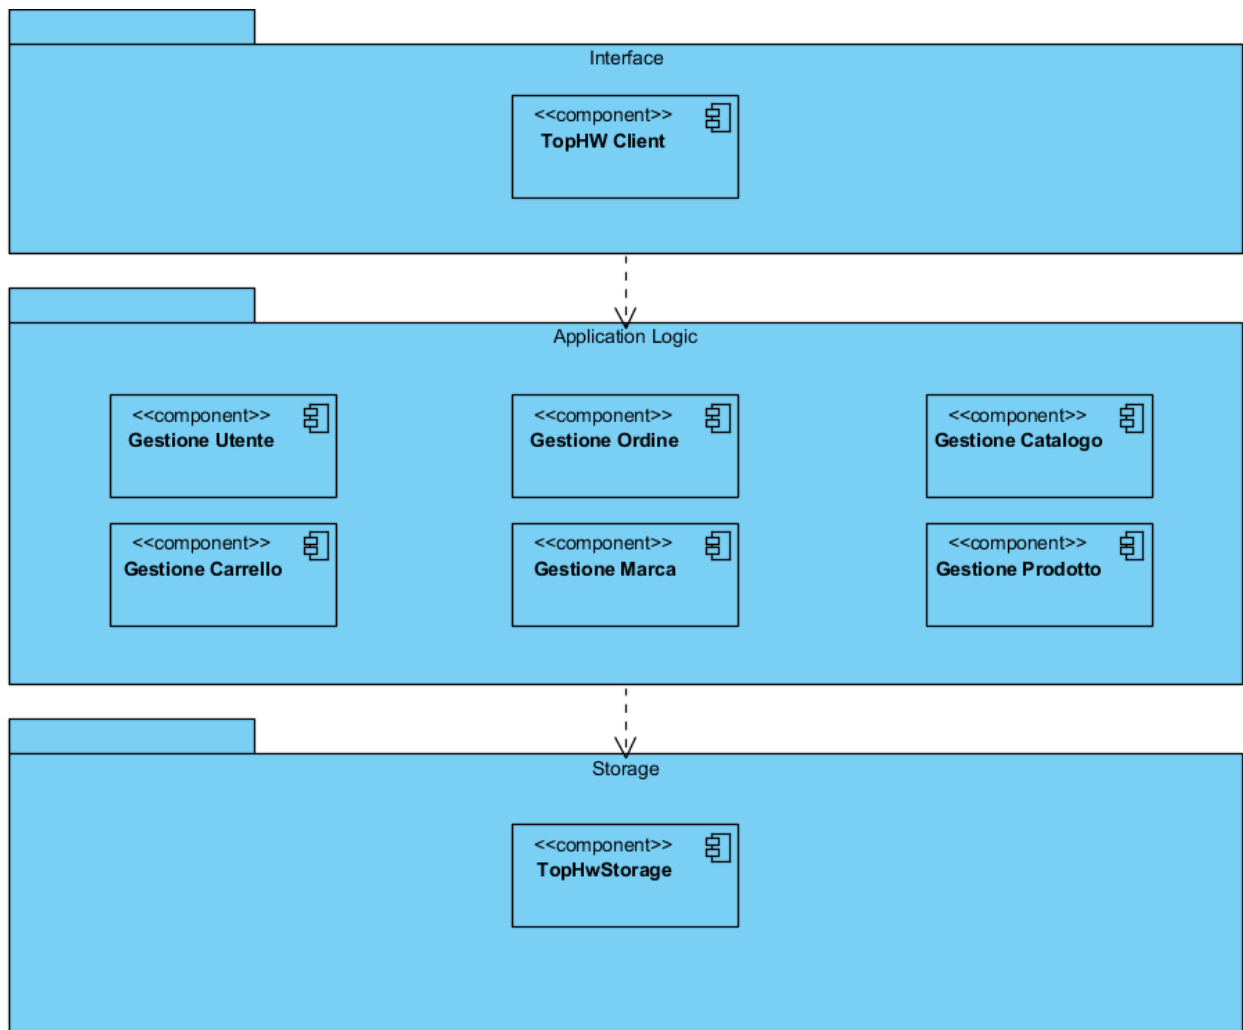 Interface
<<component>>
TopHW Client
Application Logic
<<component>>
Gestione Utente
<<component>>
Gestione Ordine
<<component>>
Gestione Catalogo
<<component>>
Gestione Carrello
<<component>>
Gestione Marca
<<component>>
Gestione Prodotto
Storage
<<component>>
TopHwStorage